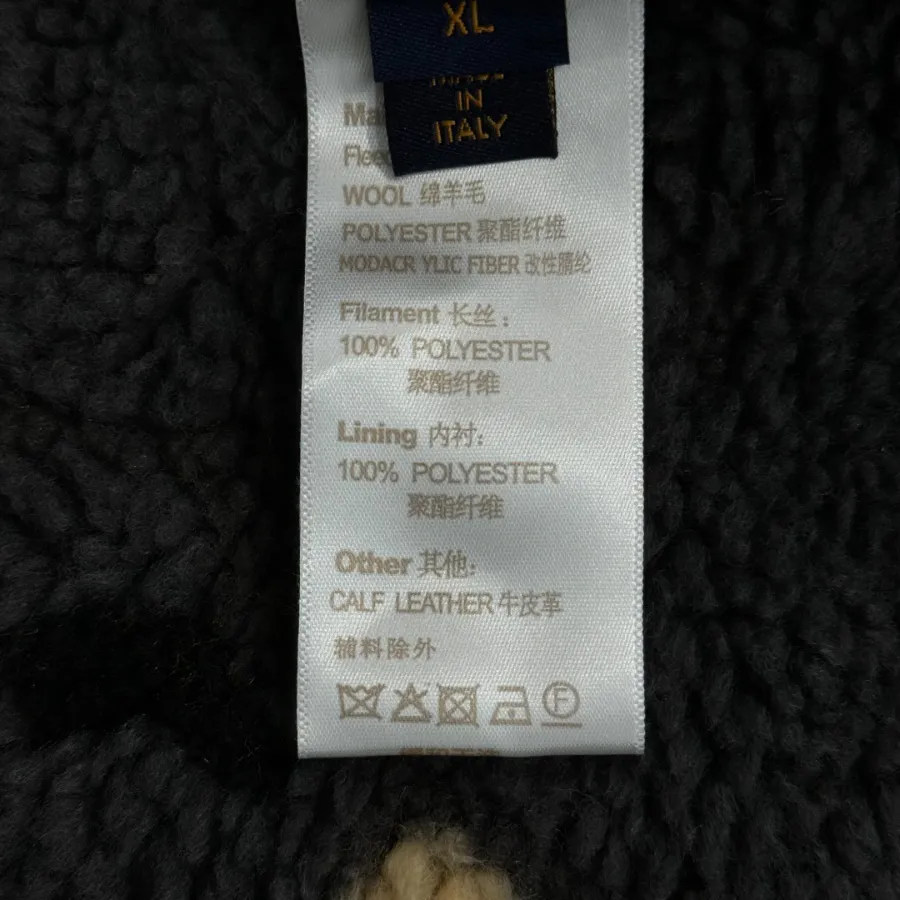 XL
IN
ITALY
WOOL 绵羊毛
POLYESTER 聚酯纤维
MODACR YLIC FIBER 改性腈纶
Filament 长丝：
100% POLYESTER
聚酯纤维
Lining 内衬：
100% POLYESTER
聚酯纤维
Other 其他：
CALF LEATHER 牛皮革
辅料除外
F